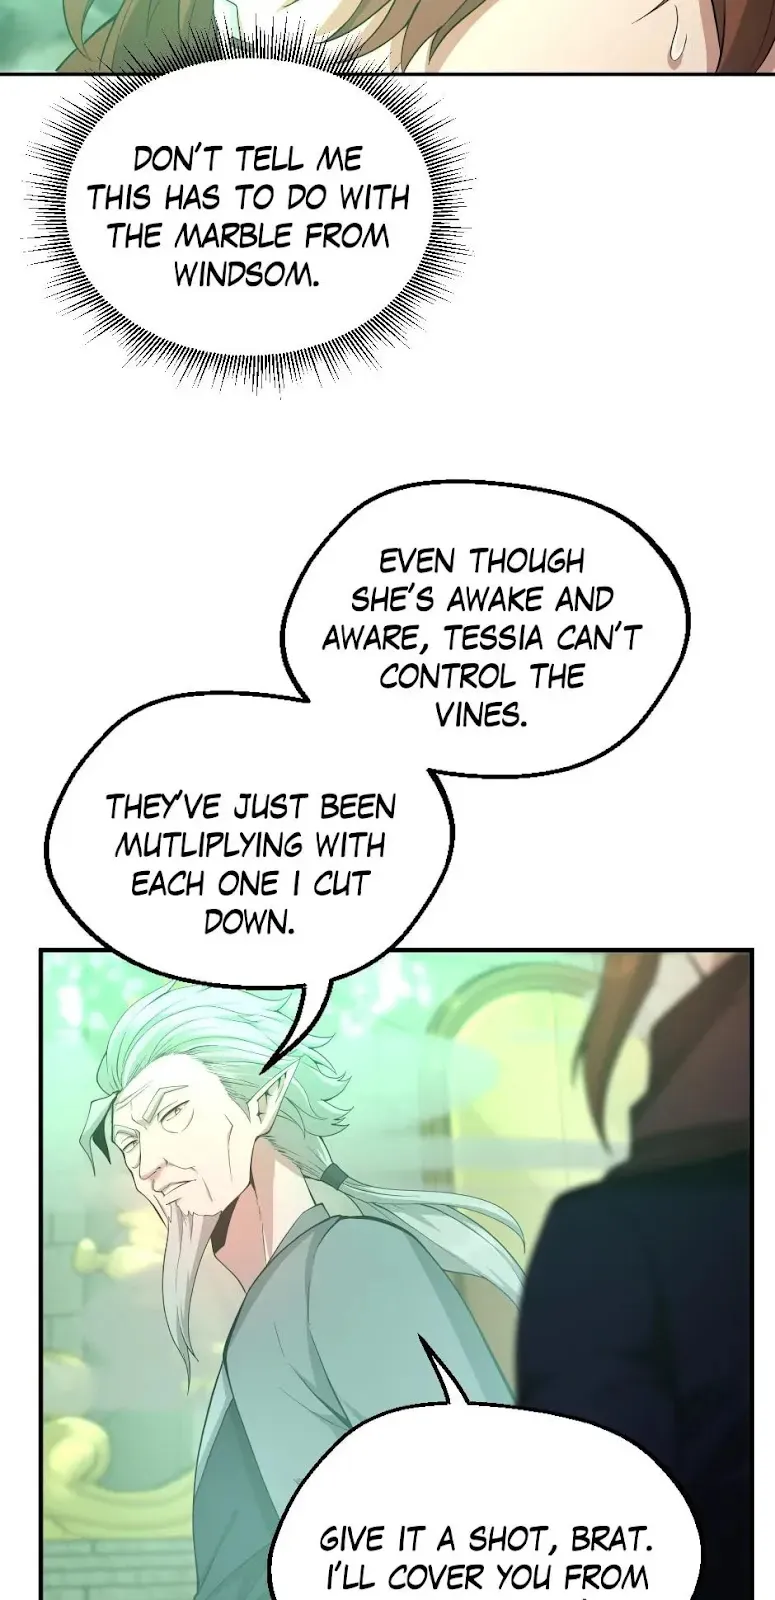 DON'T TELL ME
THIS HAS TO DO WITH
THE MARBLE FROM
WINDSOM.
EVEN THOUGH
SHE'S AWAKE AND
AWARE, TESSIA CAN'T
CONTROL THE
VINES.
THEY'VE JUST BEEN
MUTLIPLYING WITH
EACH ONE I CUT
DOWN.
GIVE IT A SHOT, BRAT.
I'LL COVER YOU FROM